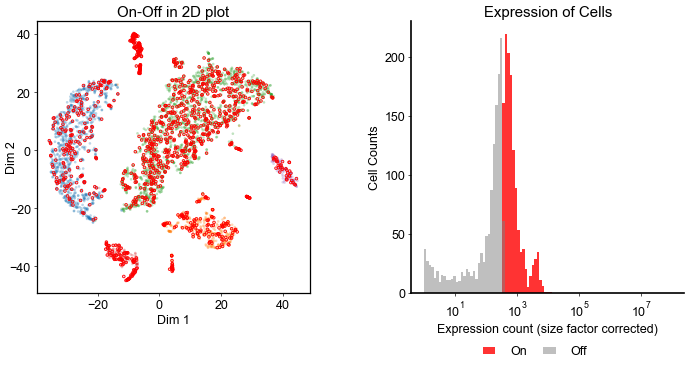 On-Off in 2D plot
40
20
0
−20
−40
−20
0
20
40
Dim 2
Dim 1
Expression of Cells
200
150
100
50
0
10^1
10^3
10^5
10^7
Cell Counts
Expression count (size factor corrected)
On
Off